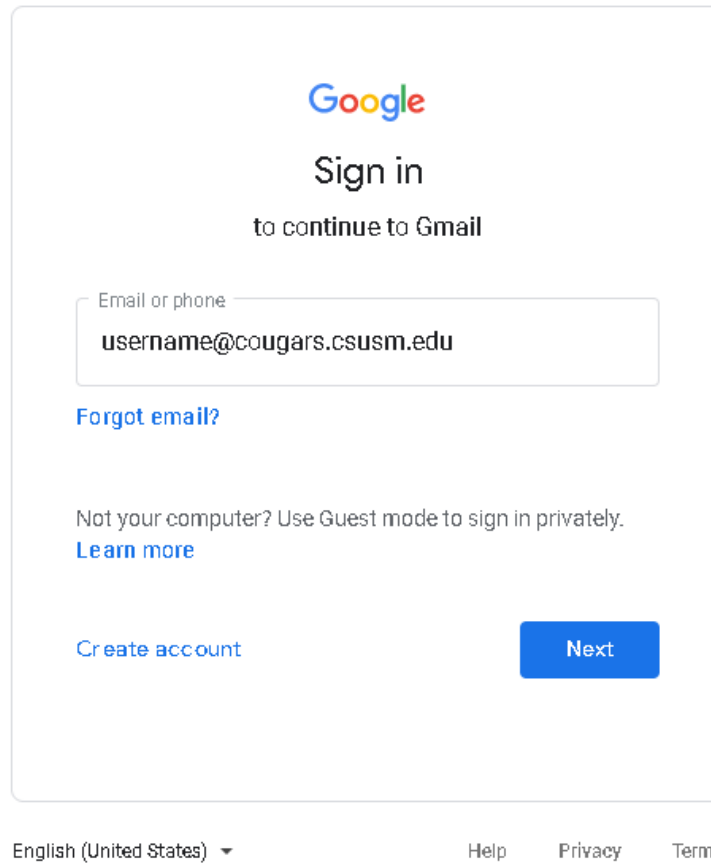 Google
Sign in
to continue to Gmail
Email or phone
username@cougars.csusm.edu
Forgot email?
Not your computer? Use Guest mode to sign in privately.
Learn more
Create account
Next
English (United States)
Help Privacy Term